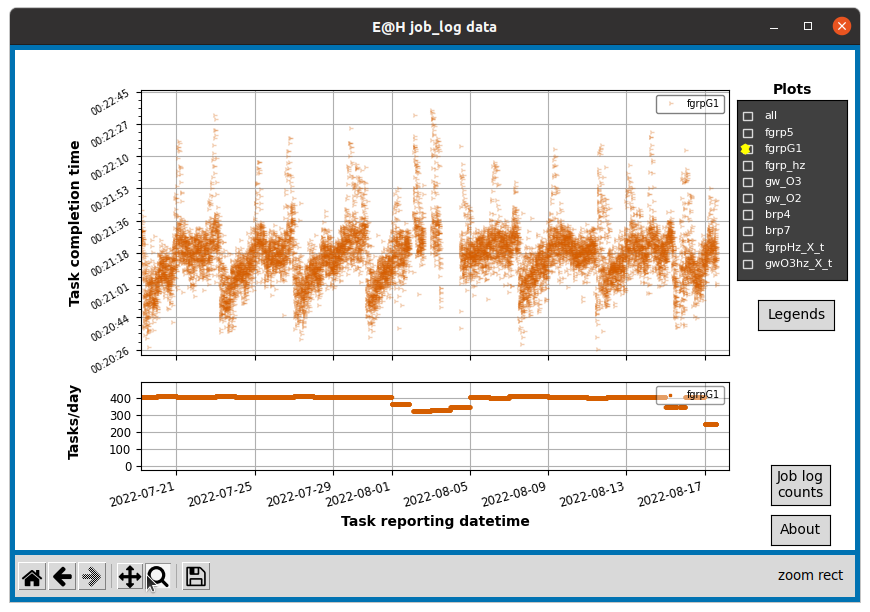 E@H job_log data
Plots
all
fgrp5
fgrpG1
fgrp_hz
gw_O3
gw_O2
brp4
brp7
fgrpHz_X_t
gwO3hz_X_t
Legends
Task completion time
00:22:45
00:22:27
00:22:10
00:21:53
00:21:36
00:21:18
00:21:01
00:20:44
00:20:26
fgrpG1
Tasks/day
400
300
200
100
0
fgrpG1
2022-07-21
2022-07-25
2022-07-29
2022-08-01
2022-08-05
2022-08-09
2022-08-13
2022-08-17
Task reporting datetime
Job log
counts
About
zoom rect